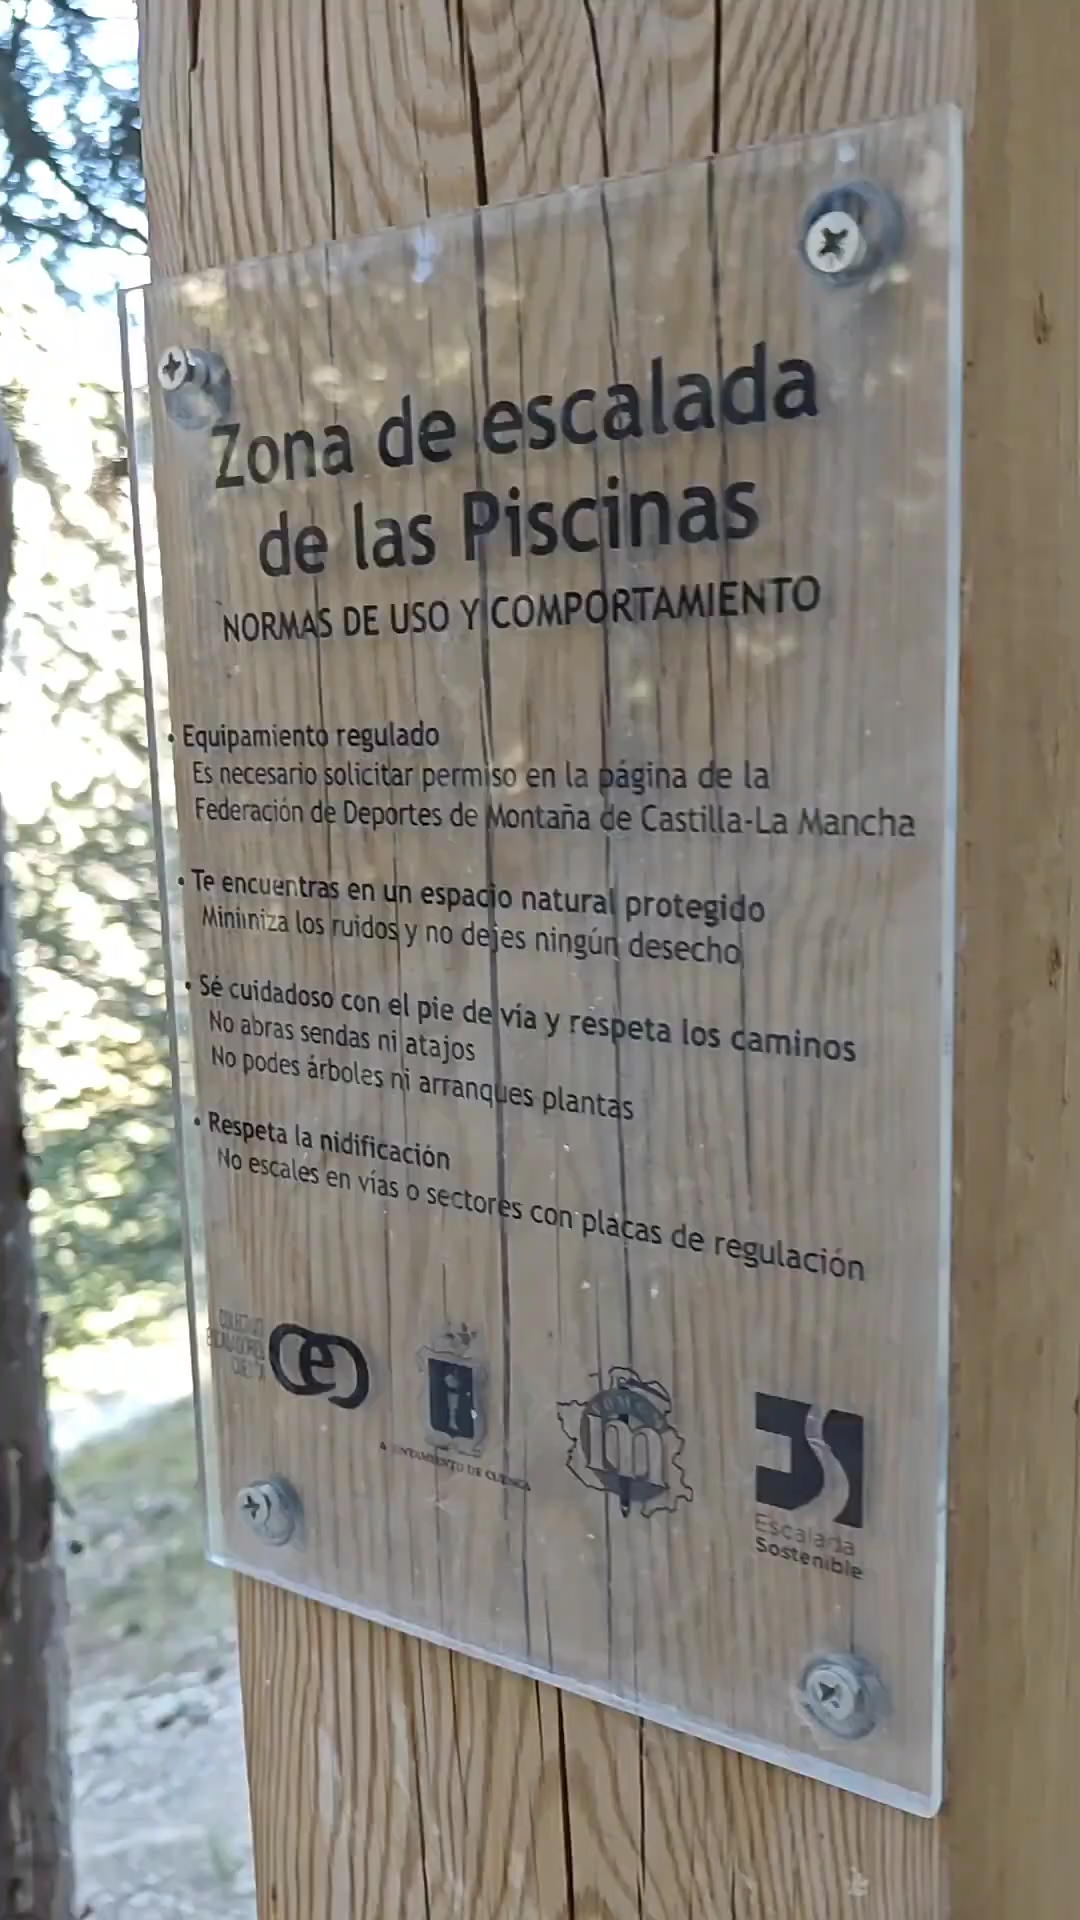 Zona de escalada
de las Piscinas
NORMAS DE USO Y COMPORTAMIENTO
• Equipamiento regulado
Es necesario solicitar permiso en la página de la
Federación de Deportes de Montaña de Castilla-La Mancha
• Te encuentras en un espacio natural protegido
Minimiza los ruidos y no dejes ningún desecho
• Sé cuidadoso con el pie de vía y respeta los caminos
No abras sendas ni atajos
No podes árboles ni arranques plantas
• Respeta la nidificación
No escales en vías o sectores con placas de regulación
AYUNTAMIENTO DE CUENCA
Escalada
Sostenible